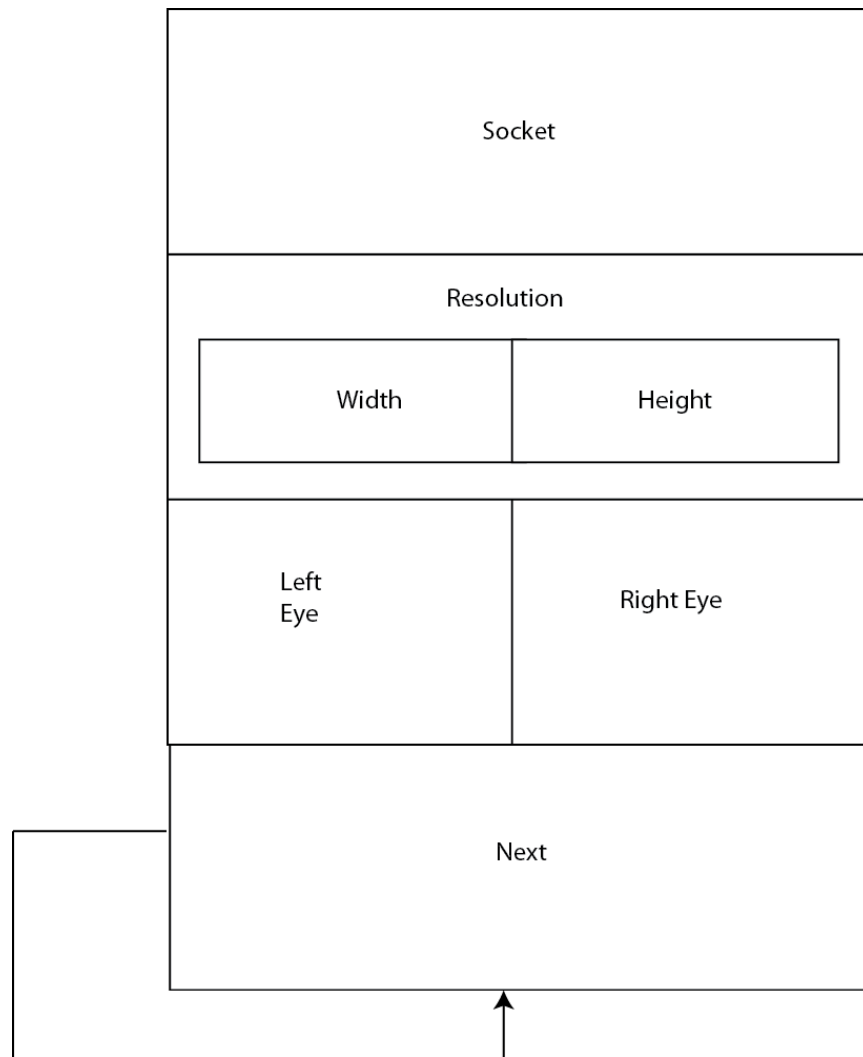 Socket
Resolution
Width
Height
Left
Eye
Right Eye
Next